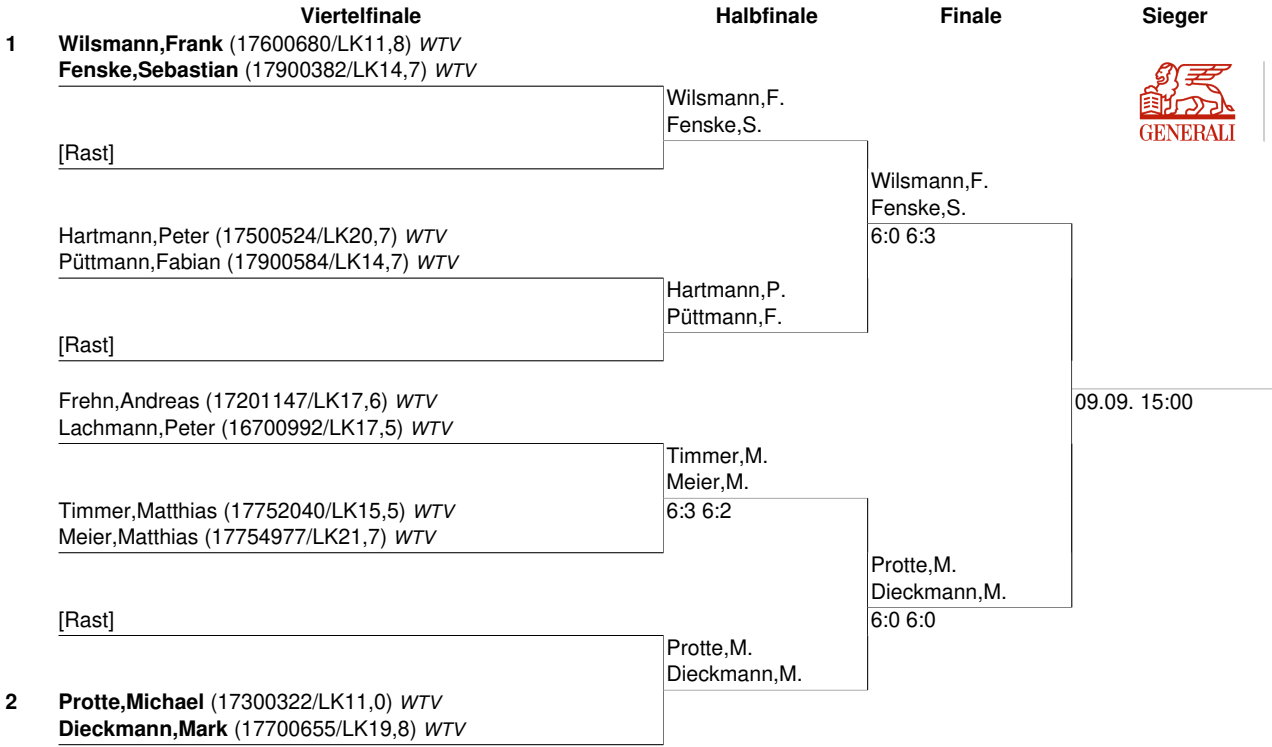 Viertelfinale Halbfinale Finale Sieger
1 Wilsmann,Frank (17600680/LK11,8) WTV
Fenske,Sebastian (17900382/LK14,7) WTV
Wilsmann,F.
Fenske,S.
GENERALI
[Rast]
Wilsmann,F.
Fenske,S.
Hartmann,Peter (17500524/LK20,7) WTV 6:0 6:3
Püttmann,Fabian (17900584/LK14,7) WTV
Hartmann,P.
Püttmann,F.
[Rast]
Frehn,Andreas (17201147/LK17,6) WTV 09.09. 15:00
Lachmann,Peter (16700992/LK17,5) WTV
Timmer,M.
Meier,M.
Timmer,Matthias (17752040/LK15,5) WTV 6:3 6:2
Meier,Matthias (17754977/LK21,7) WTV
Protte,M.
Dieckmann,M.
[Rast] 6:0 6:0
Protte,M.
Dieckmann,M.
2 Protte,Michael (17300322/LK11,0) WTV
Dieckmann,Mark (17700655/LK19,8) WTV